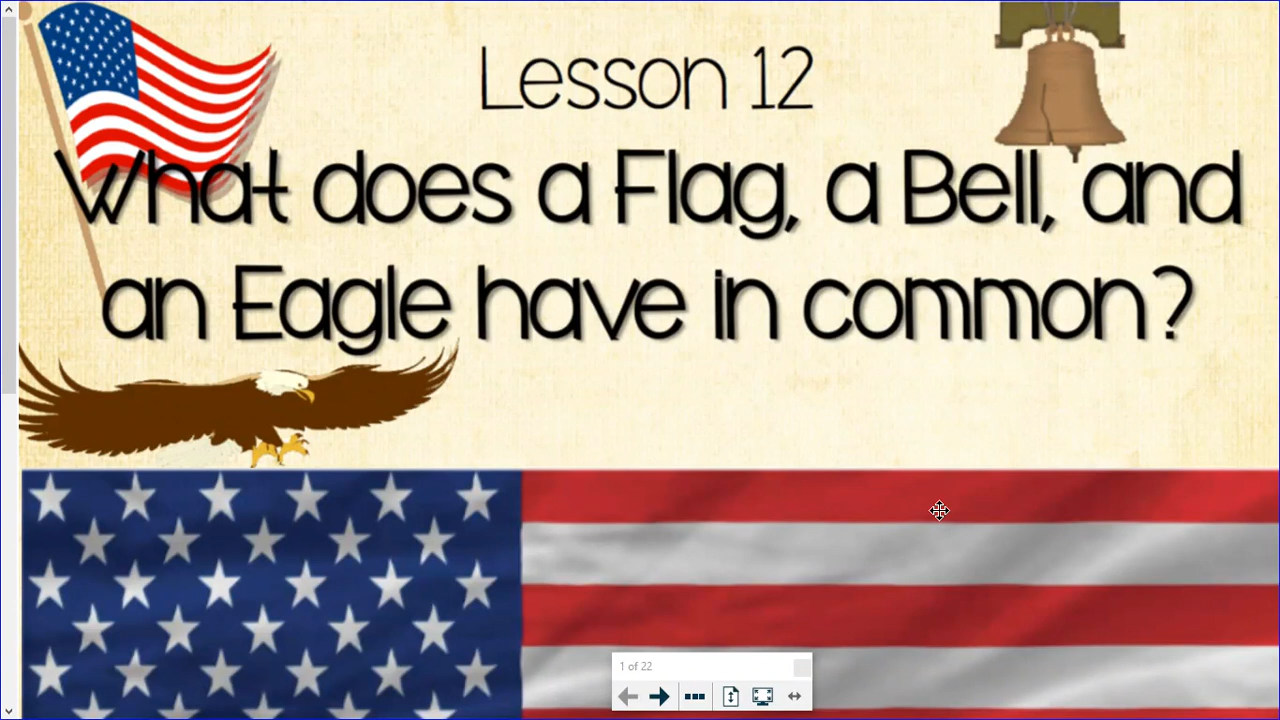 Lesson 12
What does a Flag, a Bell, and
an Eagle have in common?
1 of 22